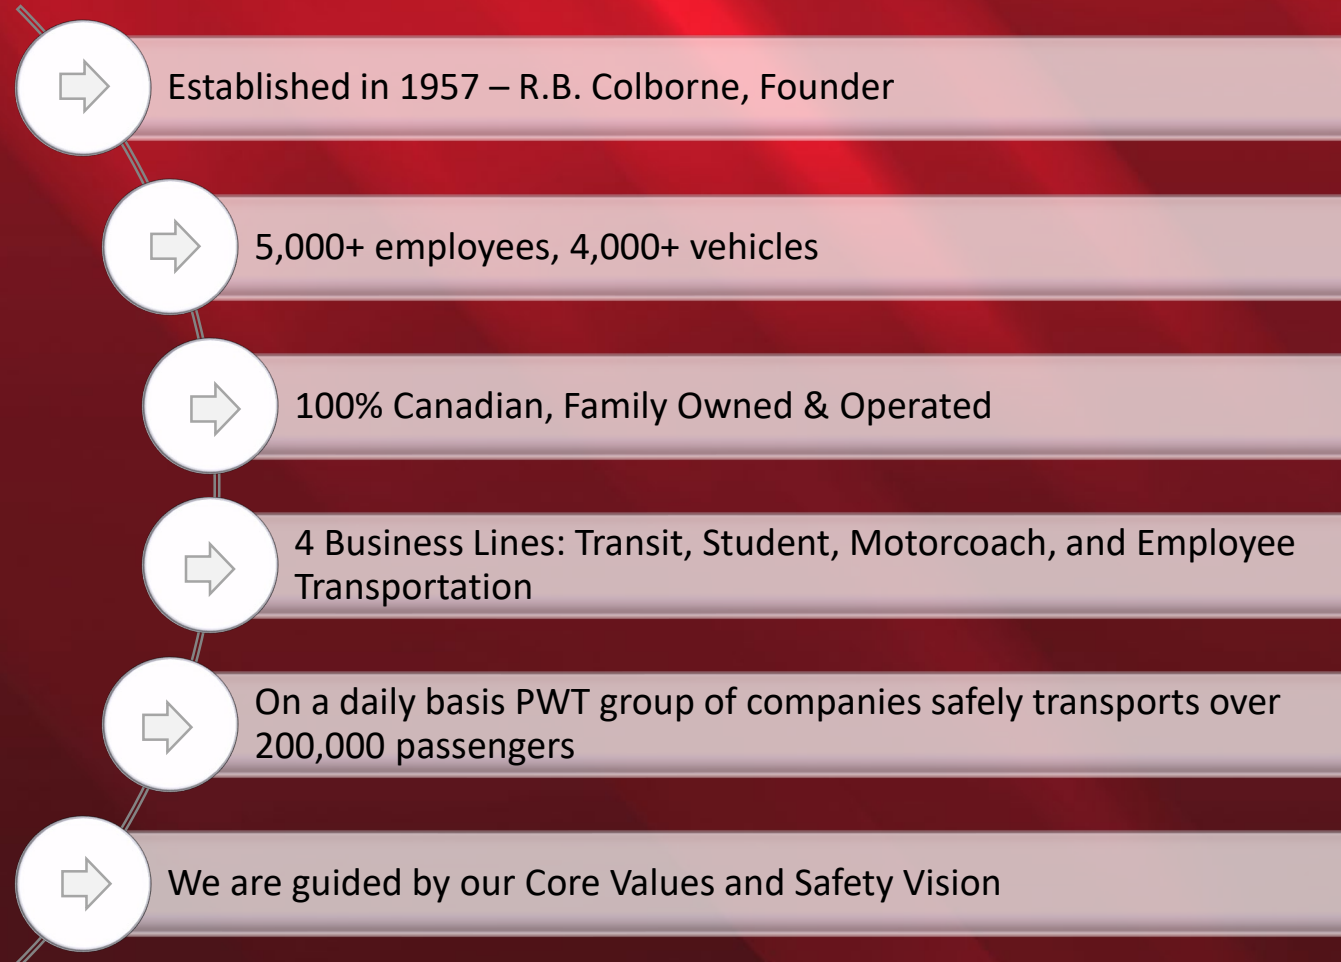 Established in 1957 – R.B. Colborne, Founder
5,000+ employees, 4,000+ vehicles
100% Canadian, Family Owned & Operated
4 Business Lines: Transit, Student, Motorcoach, and Employee
Transportation
On a daily basis PWT group of companies safely transports over
200,000 passengers
We are guided by our Core Values and Safety Vision